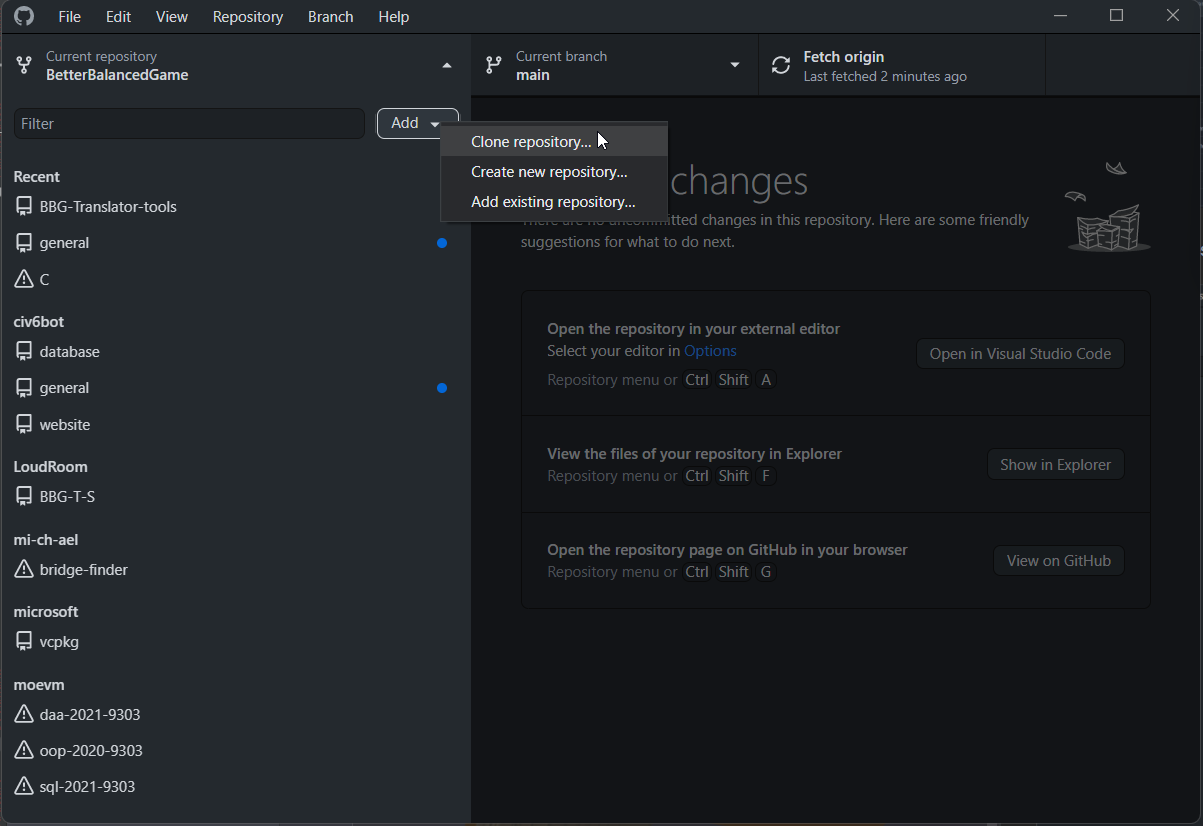 File Edit View Repository Branch Help
Current repository
BetterBalancedGame
Current branch
main
Fetch origin
Last fetched 2 minutes ago
Filter
Add
Clone repository...
Create new repository...
Add existing repository...
Recent
BBG-Translator-tools
general
C
civ6bot
database
general
website
LoudRoom
BBG-T-S
mi-ch-ael
bridge-finder
microsoft
vcpkg
moevm
daa-2021-9303
oop-2020-9303
sql-2021-9303
changes
There are no uncommitted changes in this repository. Here are some friendly
suggestions for what to do next.
Open the repository in your external editor
Select your editor in Options
Repository menu or Ctrl Shift A
Open in Visual Studio Code
View the files of your repository in Explorer
Repository menu or Ctrl Shift F
Show in Explorer
Open the repository page on GitHub in your browser
Repository menu or Ctrl Shift G
View on GitHub